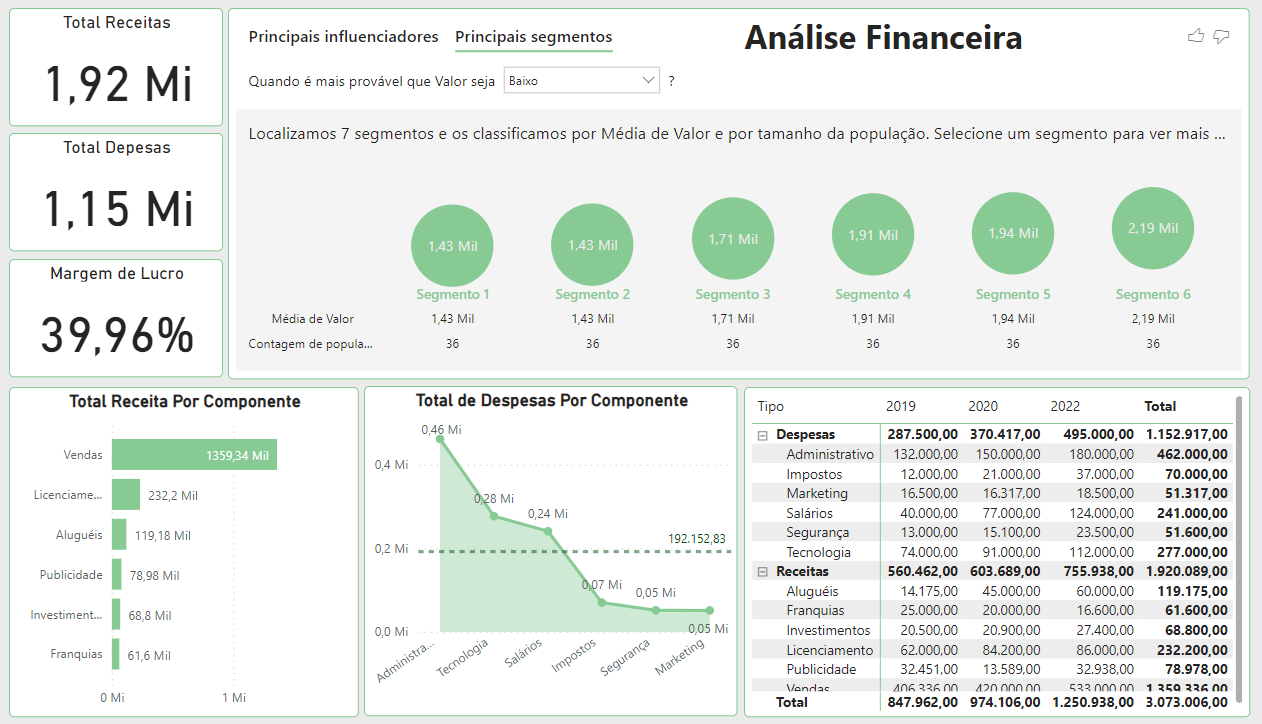 Total Receitas
1,92 Mi
Total Depesas
1,15 Mi
Margem de Lucro
39,96%
Principais influenciadores Principais segmentos
Análise Financeira
Quando é mais provável que Valor seja Baixo ?
Localizamos 7 segmentos e os classificamos por Média de Valor e por tamanho da população. Selecione um segmento para ver mais ...
1,43 Mil 1,43 Mil 1,71 Mil 1,91 Mil 1,94 Mil 2,19 Mil
Segmento 1 Segmento 2 Segmento 3 Segmento 4 Segmento 5 Segmento 6
Média de Valor 1,43 Mil 1,43 Mil 1,71 Mil 1,91 Mil 1,94 Mil 2,19 Mil
Contagem de popula... 36 36 36 36 36 36
Total Receita Por Componente
Vendas 1359,34 Mil
Licenciame... 232,2 Mil
Aluguéis 119,18 Mil
Publicidade 78,98 Mil
Investiment... 68,8 Mil
Franquias 61,6 Mil
0 Mi 1 Mi
Total de Despesas Por Componente
0,46 Mi
0,4 Mi
0,28 Mi
0,24 Mi
192.152,83
0,2 Mi
0,07 Mi
0,05 Mi
0,05 Mi
0,0 Mi
Administra... Tecnologia Salários Impostos Segurança Marketing
Tipo 2019 2020 2022 Total
Despesas 287.500,00 370.417,00 495.000,00 1.152.917,00
Administrativo 132.000,00 150.000,00 180.000,00 462.000,00
Impostos 12.000,00 21.000,00 37.000,00 70.000,00
Marketing 16.500,00 16.317,00 18.500,00 51.317,00
Salários 40.000,00 77.000,00 124.000,00 241.000,00
Segurança 13.000,00 15.100,00 23.500,00 51.600,00
Tecnologia 74.000,00 91.000,00 112.000,00 277.000,00
Receitas 560.462,00 603.689,00 755.938,00 1.920.089,00
Aluguéis 14.175,00 45.000,00 60.000,00 119.175,00
Franquias 25.000,00 20.000,00 16.600,00 61.600,00
Investimentos 20.500,00 20.900,00 27.400,00 68.800,00
Licenciamento 62.000,00 84.200,00 86.000,00 232.200,00
Publicidade 32.451,00 13.589,00 32.938,00 78.978,00
Vendas 406.336,00 420.000,00 533.000,00 1.359.336,00
Total 847.962,00 974.106,00 1.250.938,00 3.073.006,00